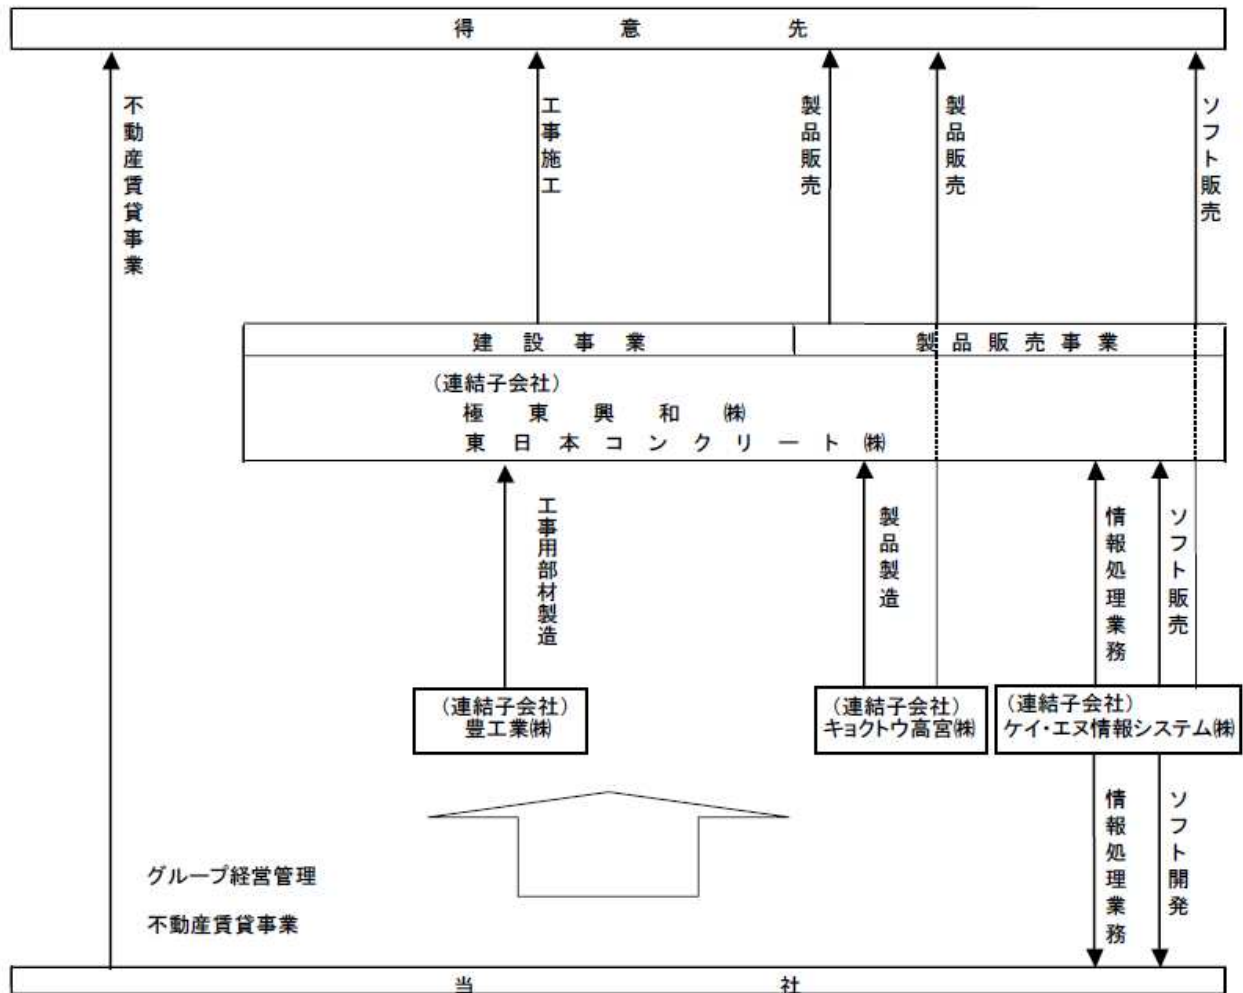 得意先
不動産賃貸事業
工事施工
製品販売
製品販売
ソフト販売
建設事業
製品販売事業
（連結子会社）
極東興和㈱
東日本コンクリート㈱
工事用部材製造
製品製造
情報処理業務
ソフト販売
（連結子会社）
豊工業㈱
（連結子会社）
キョクトウ高宮㈱
（連結子会社）
ケイ・エヌ情報システム㈱
情報処理業務
ソフト開発
グループ経営管理
不動産賃貸事業
当社